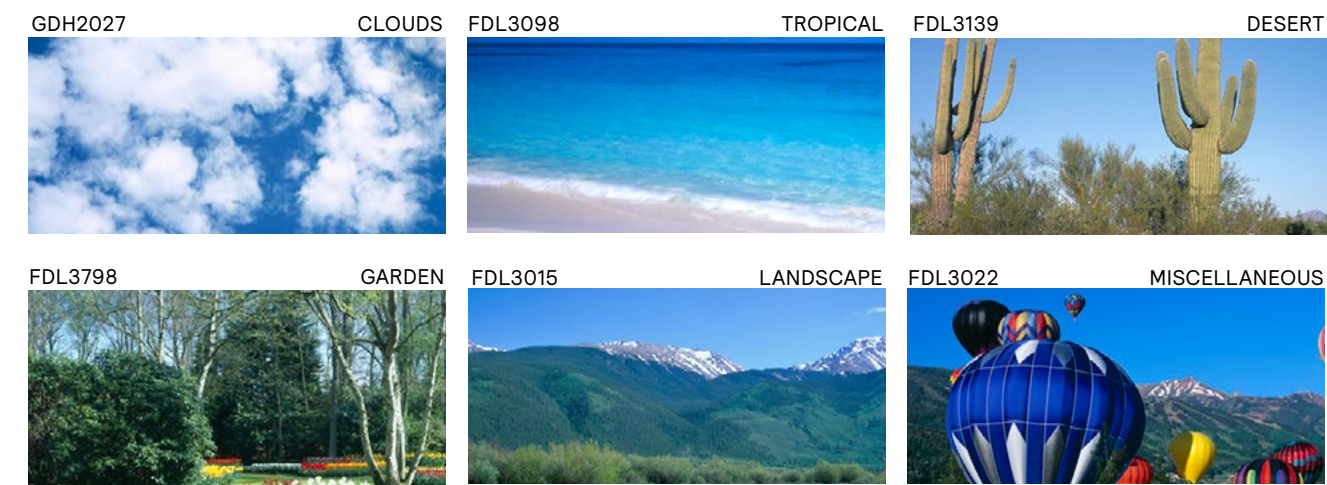 GDH2027 CLOUDS
FDL3098 TROPICAL
FDL3139 DESERT
FDL3798 GARDEN
FDL3015 LANDSCAPE
FDL3022 MISCELLANEOUS